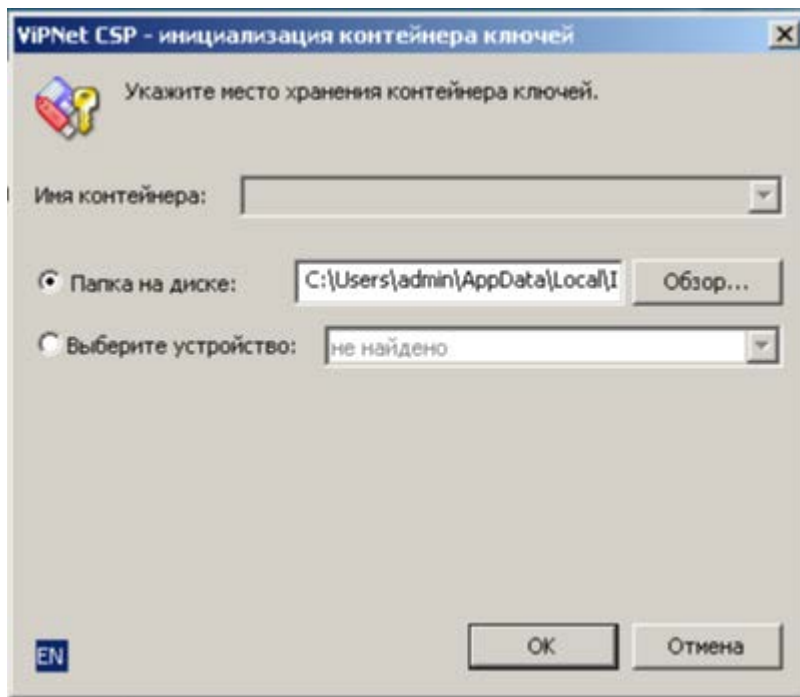 ViPNet CSP - инициализация контейнера ключей
Укажите место хранения контейнера ключей.
Имя контейнера:
Папка на диске: C:\Users\admin\AppData\Local\I Обзор...
Выберите устройство: не найдено
EN OK Отмена